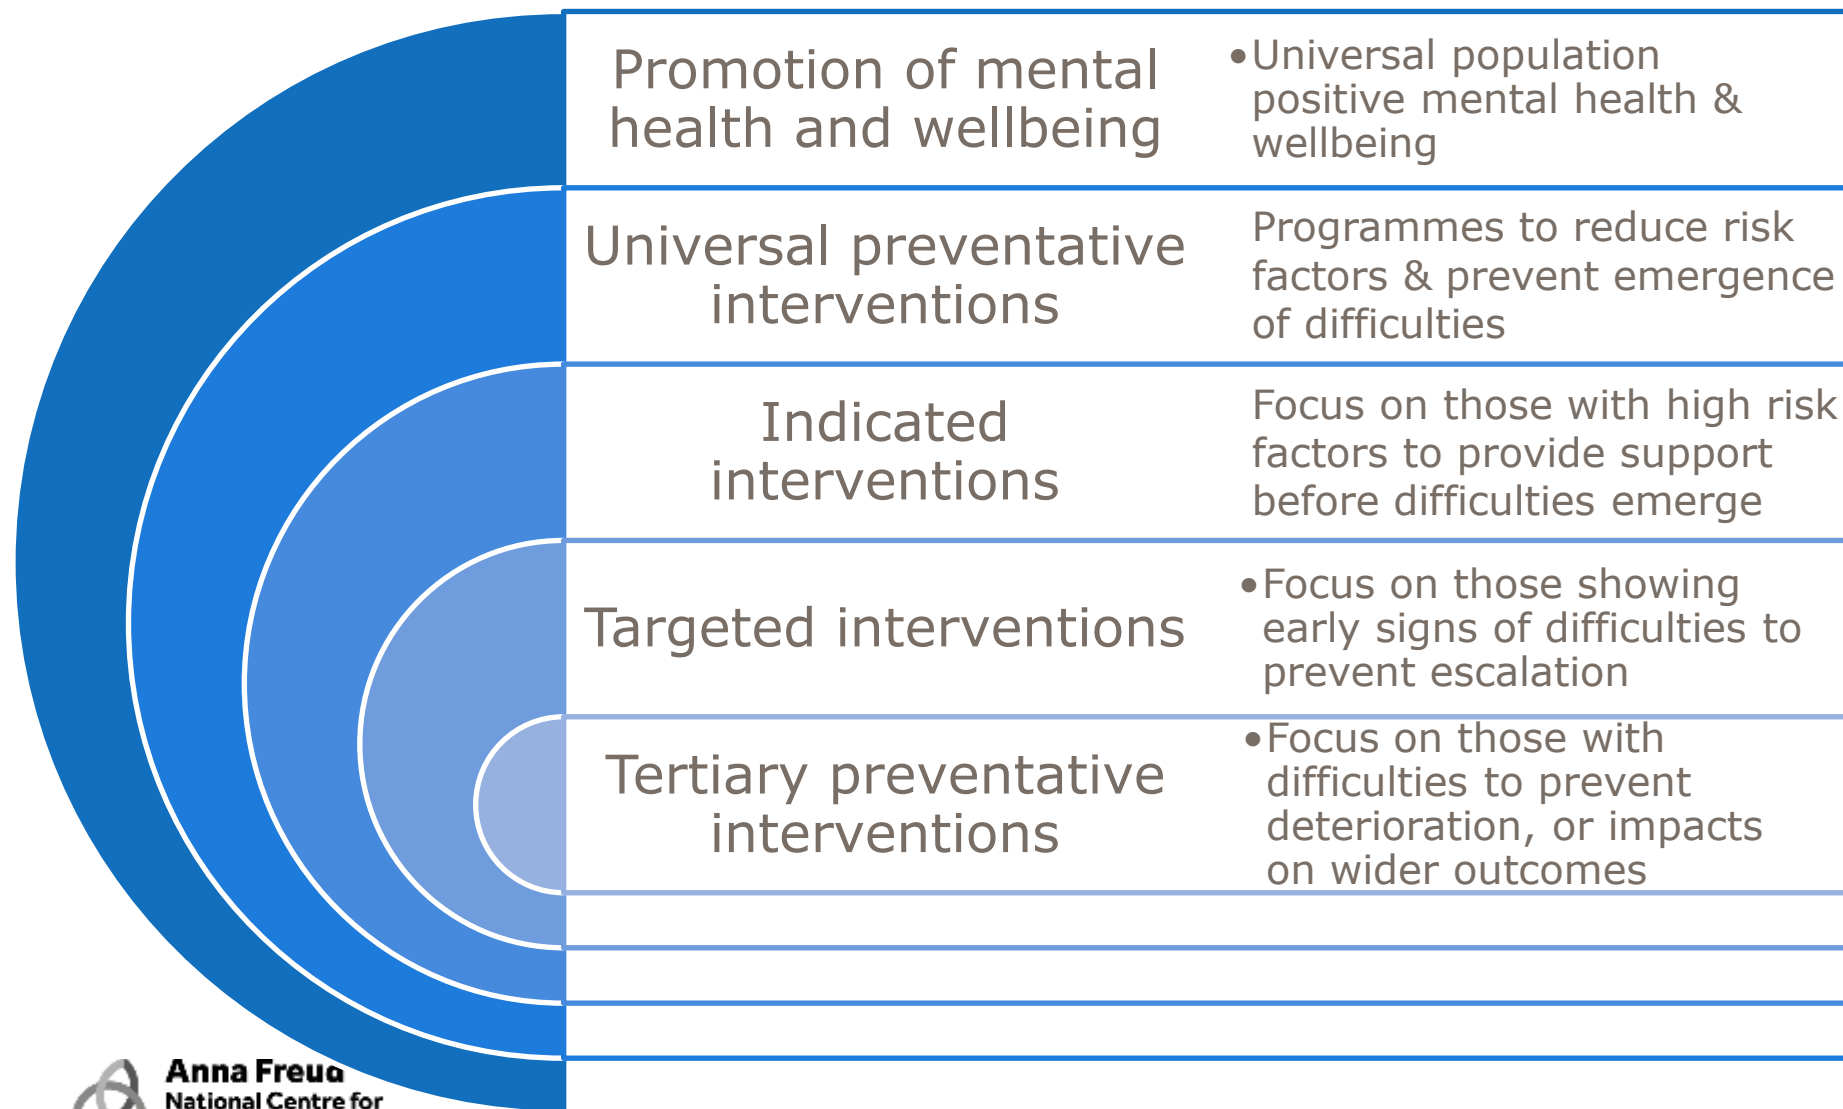 Promotion of mental
health and wellbeing
•Universal population
positive mental health &
wellbeing
Universal preventative
interventions
Programmes to reduce risk
factors & prevent emergence
of difficulties
Indicated
interventions
Focus on those with high risk
factors to provide support
before difficulties emerge
Targeted interventions
•Focus on those showing
early signs of difficulties to
prevent escalation
Tertiary preventative
interventions
•Focus on those with
difficulties to prevent
deterioration, or impacts
on wider outcomes
Anna Freud
National Centre for